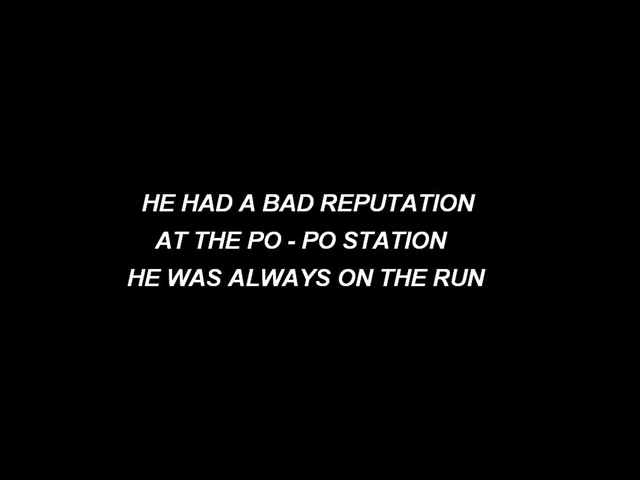 HE HAD A BAD REPUTATION
AT THE PO - PO STATION
HE WAS ALWAYS ON THE RUN